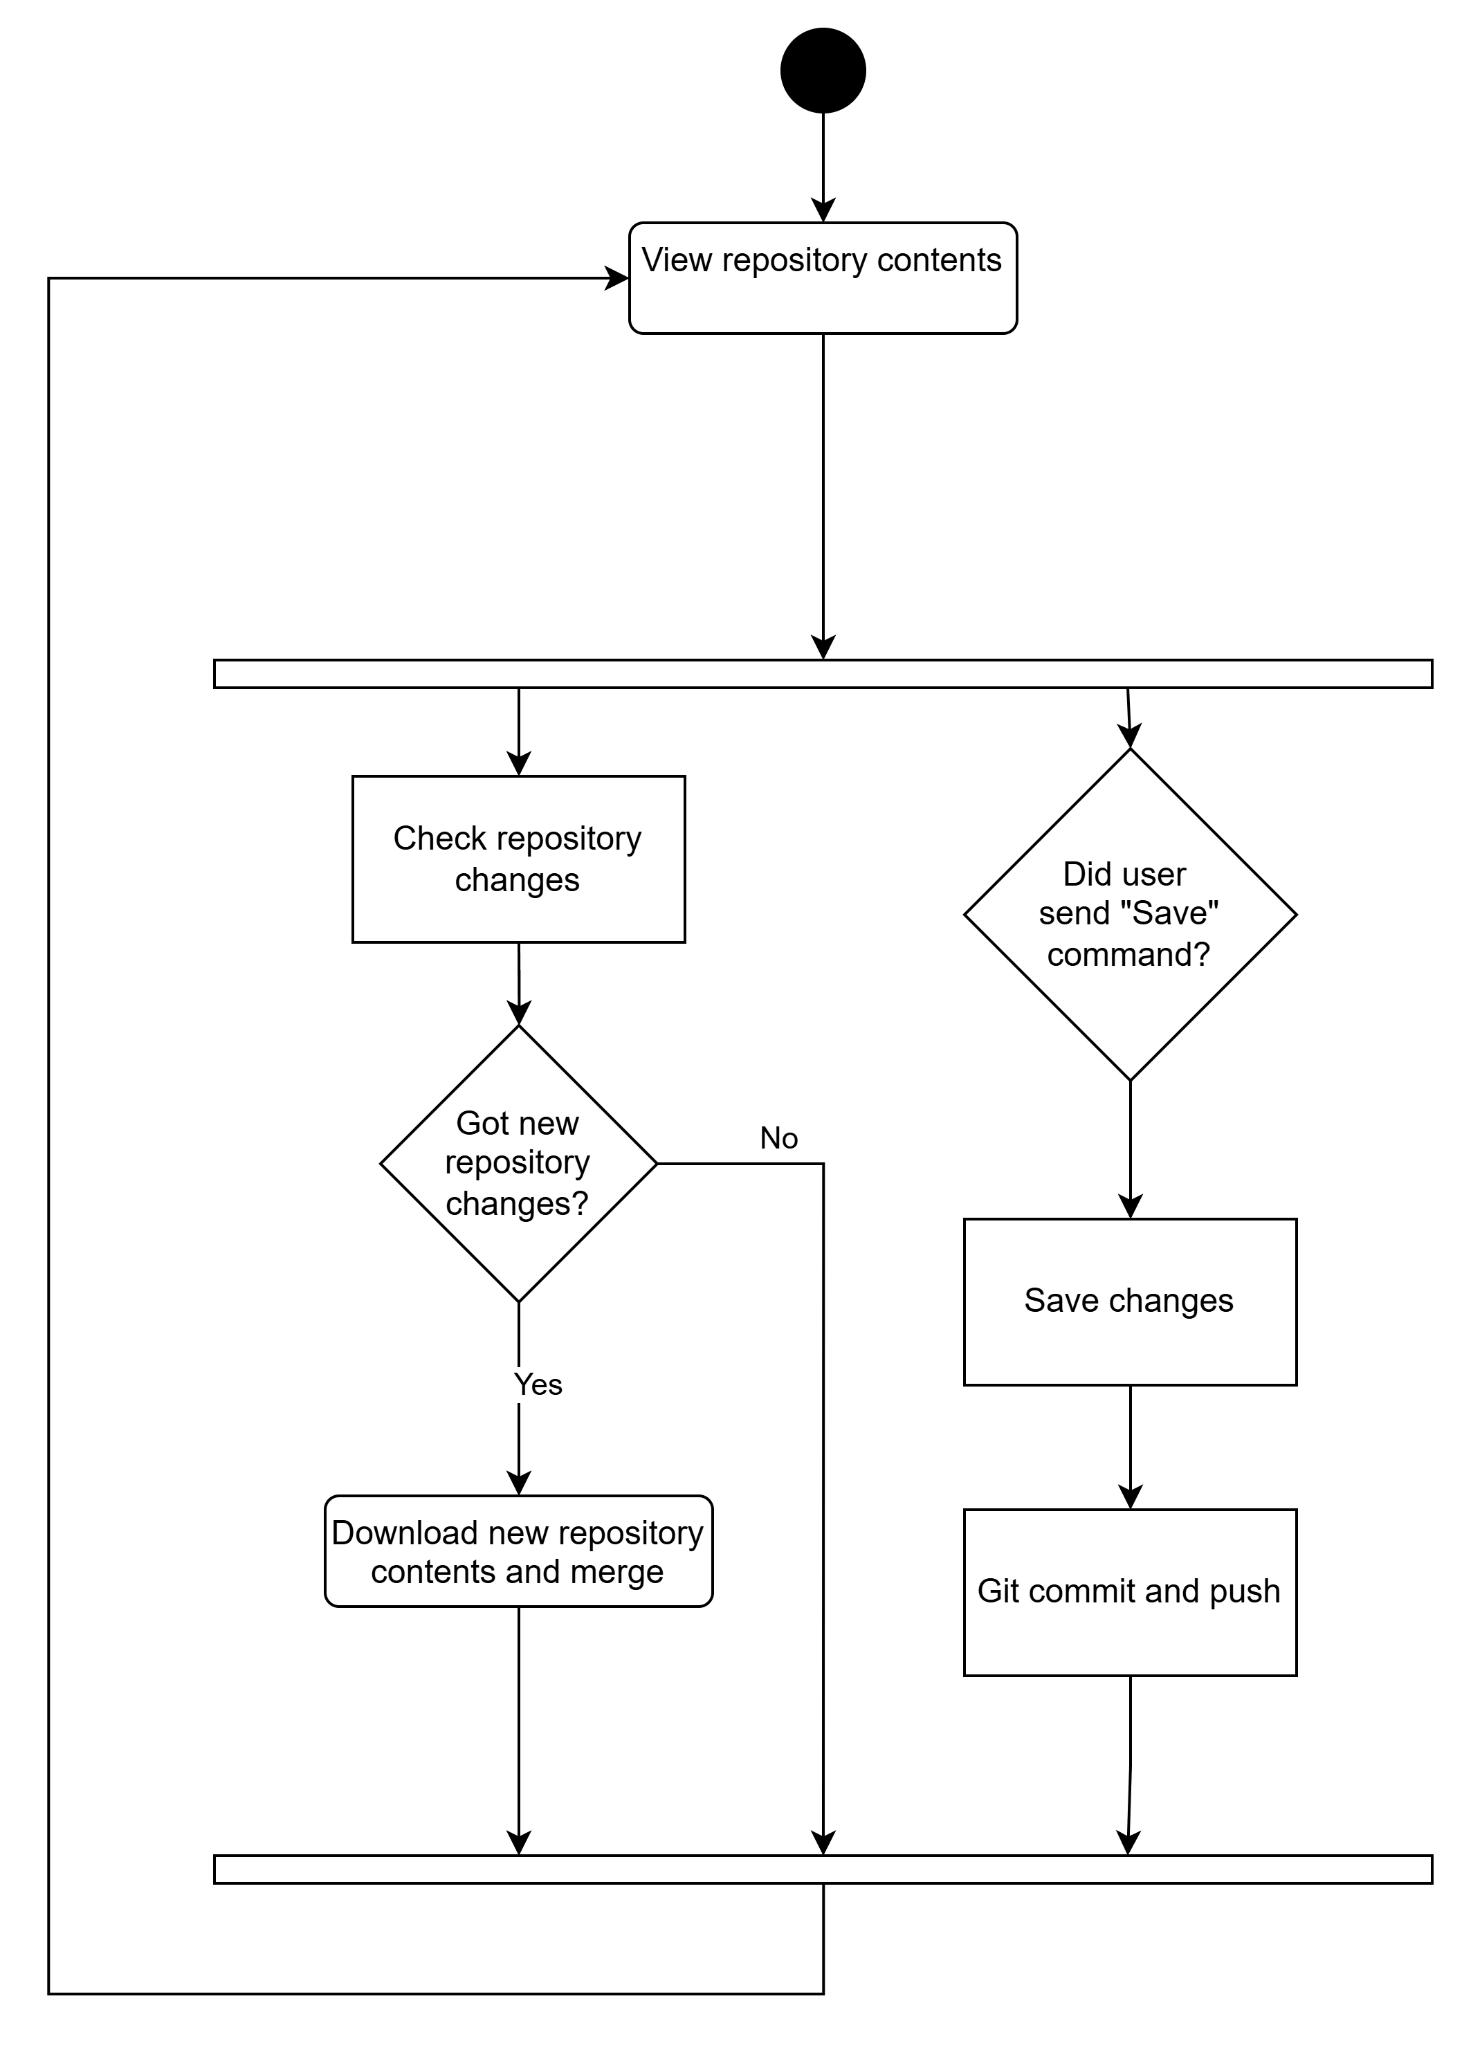 View repository contents
Check repository
changes
Did user
send "Save"
command?
Got new
repository
changes?
No
Yes
Save changes
Download new repository
contents and merge
Git commit and push